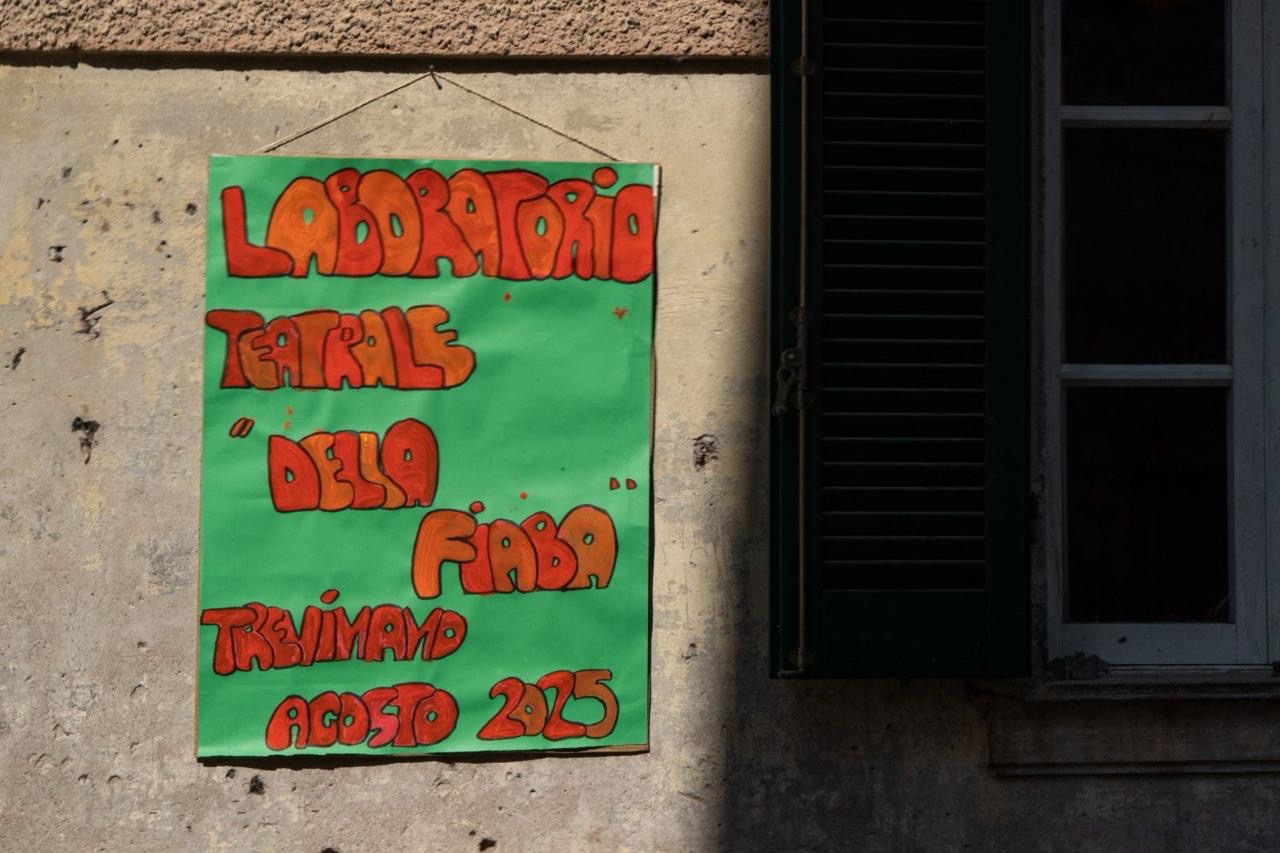 LABORATORIO
TEATRALE
"DELLA
FIABA"
TREVIMANO
AGOSTO 2025